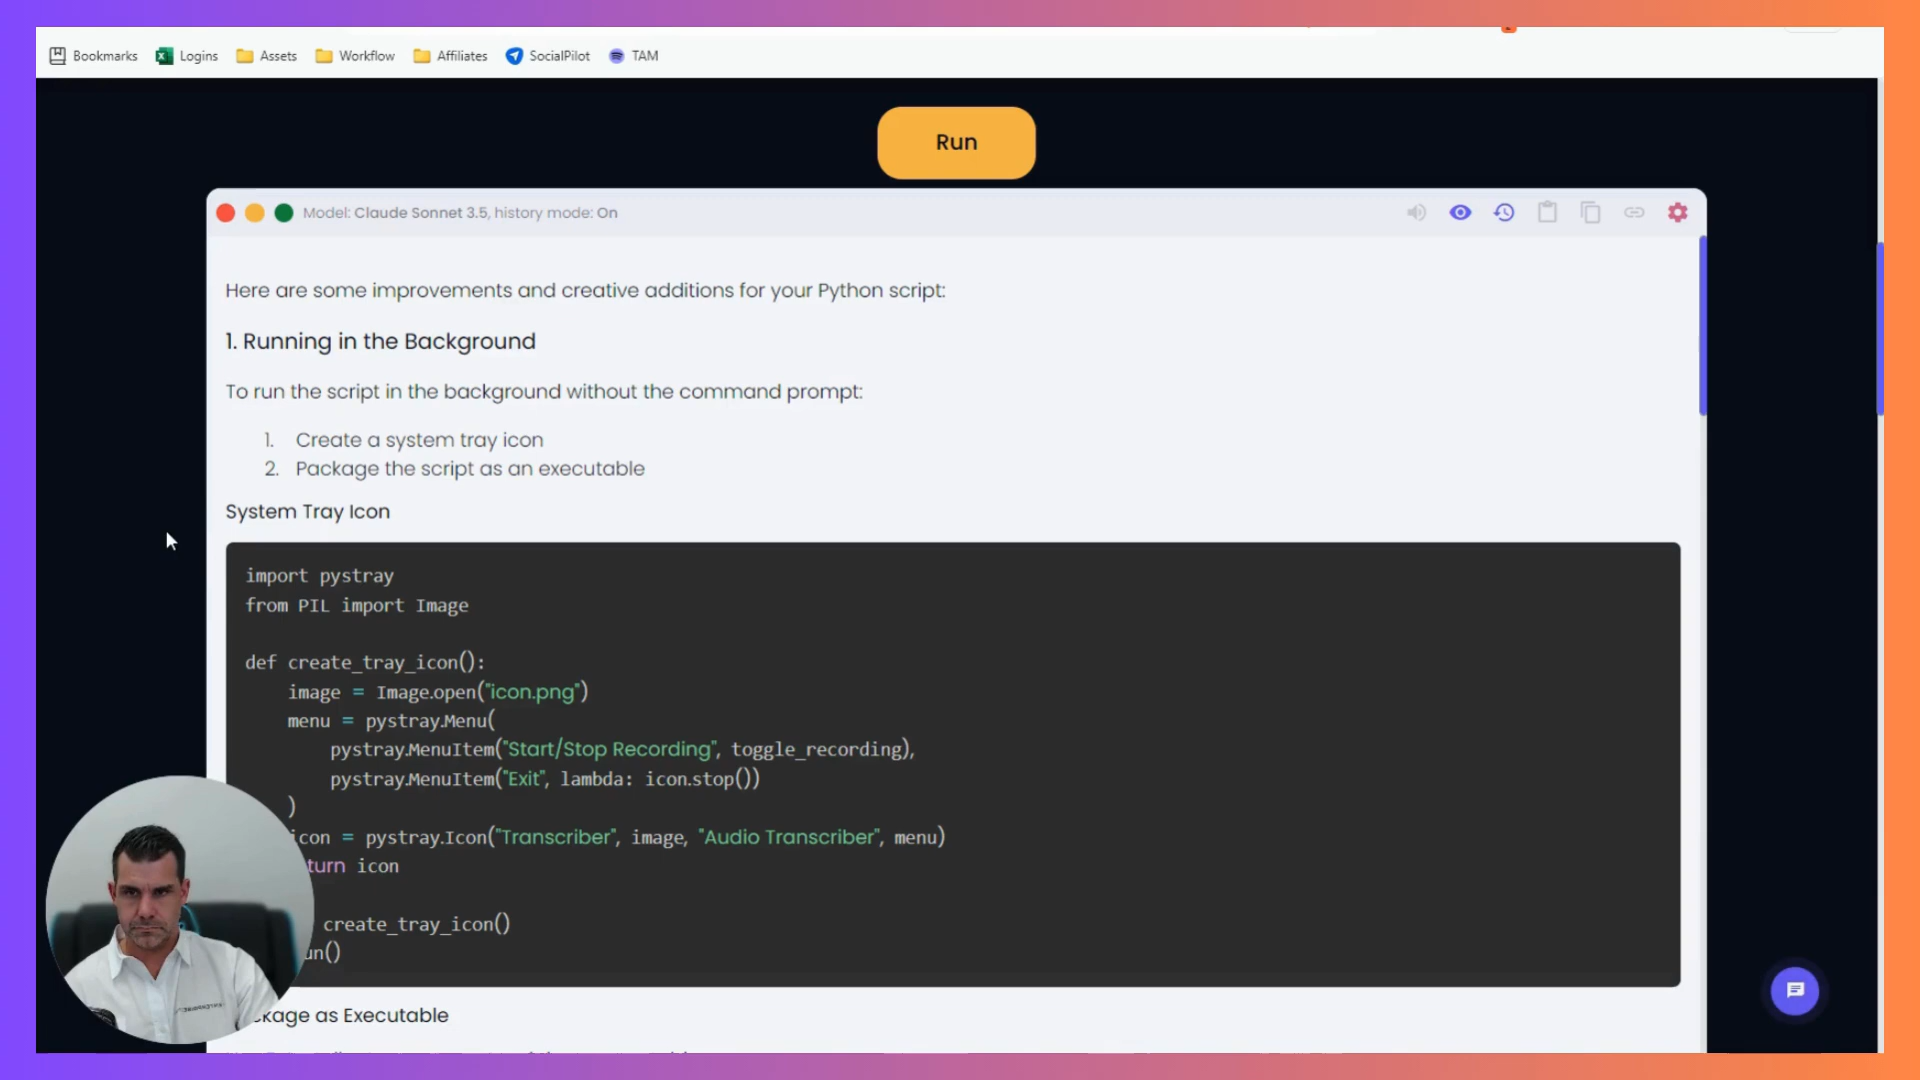 Bookmarks Logins Assets Workflow Affiliates SocialPilot TAM
Run
Model: Claude Sonnet 3.5, history mode: On
Here are some improvements and creative additions for your Python script:
1. Running in the Background
To run the script in the background without the command prompt:
1. Create a system tray icon
2. Package the script as an executable
System Tray Icon
import pystray
from PIL import Image
def create_tray_icon():
image = Image.open("icon.png")
menu = pystray.Menu(
pystray.MenuItem("Start/Stop Recording", toggle_recording),
pystray.MenuItem("Exit", lambda: icon.stop())
)
icon = pystray.Icon("Transcriber", image, "Audio Transcriber", menu)
turn icon
create_tray_icon()
un()
kage as Executable